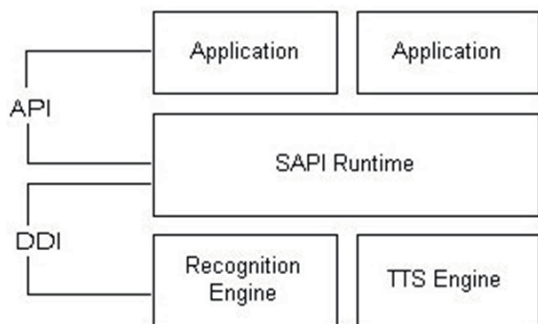 Application
Application
API
SAPI Runtime
DDI
Recognition
Engine
TTS Engine